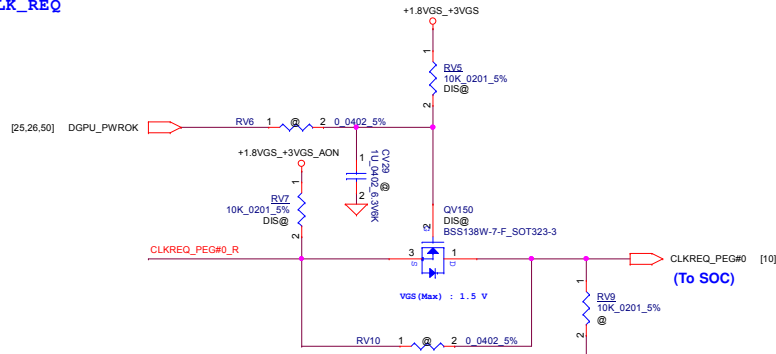 LK_REQ
+1.8VGS_+3VGS
1
RV5
10K_0201_5%
DIS@
2
[25,26,50] DGPU_PWROK
RV6 1 @ 2 0_0402_5%
+1.8VGS_+3VGS_AON
1
RV7
10K_0201_5%
DIS@
2
1
CV29
1U_0402_6.3V6K
@
2
QV150
DIS@
BSS138W-7-F_SOT323-3
2
G
CLKREQ_PEG#0_R
3 S
D 1
CLKREQ_PEG#0 [10]
(To SOC)
VGS(Max) : 1.5 V
1
RV9
10K_0201_5%
@
2
RV10 1 @ 2 0_0402_5%